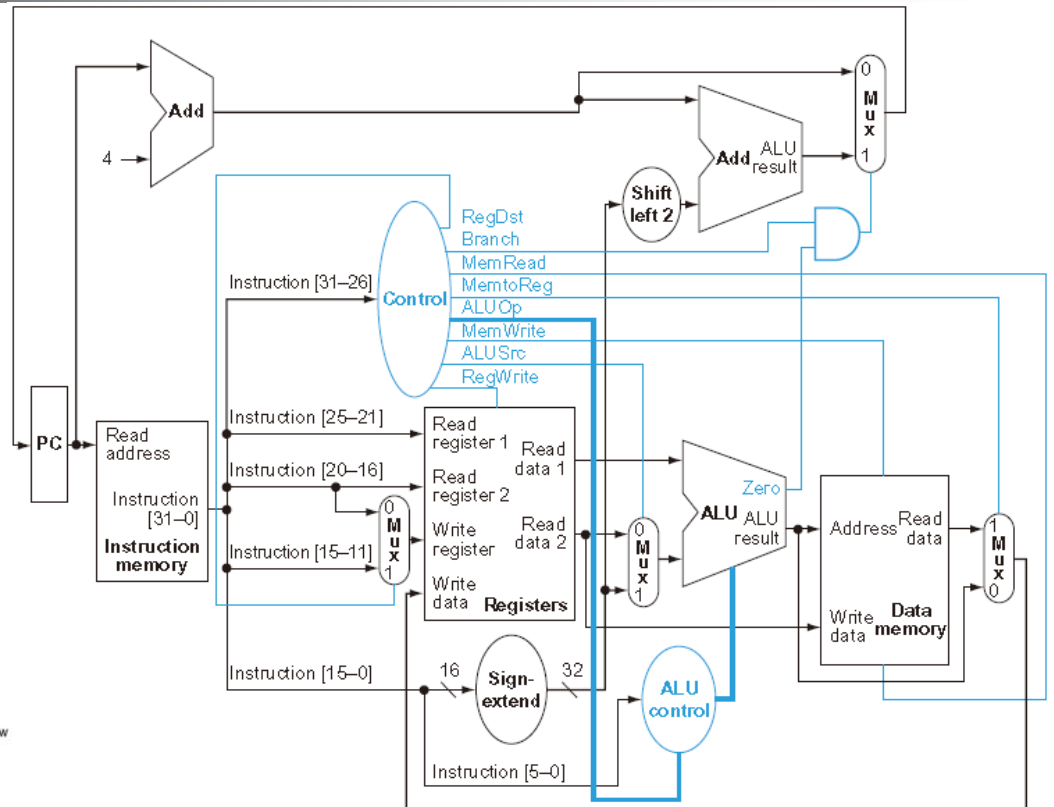 Add
4
0
M
u
x
1
Add
ALU
result
Shift
left 2
RegDst
Branch
MemRead
MemtoReg
ALUOp
MemWrite
ALUSrc
RegWrite
Control
Instruction [31–26]
Instruction [25–21]
Instruction [20–16]
Instruction [15–11]
Instruction [15–0]
Instruction [5–0]
PC
Read
address
Instruction
[31–0]
Instruction
memory
0
M
u
x
1
Read
register 1
Read
register 2
Write
register
Write
data
Read
data 1
Read
data 2
Registers
0
M
u
x
1
Zero
ALU
ALU
result
Address
Read
data
Write
data
Data
memory
1
M
u
x
0
16
Sign-
extend
32
ALU
control
w